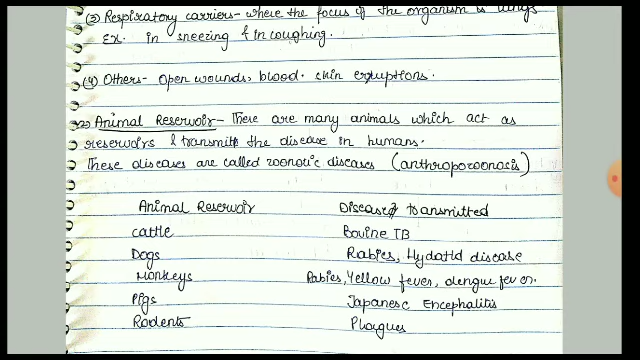 (3) Respiratory carriers- where the focus of the organism is lungs
Ex. in sneezing & in coughing.
(4) Others- open wounds, blood. skin eruptions.
2) Animal Reservoir- There are many animals which act as
reservoirs & transmit the disease in humans.
These diseases are called zoonotic diseases (anthropozoonosis)
Animal Reservoir Diseases transmitted
Cattle Bovine TB
Dogs Rabies, Hydatid disease
Monkeys Rabies, Yellow fever, dengue fever.
Pigs Japanese Encephalitis
Rodents Plagues